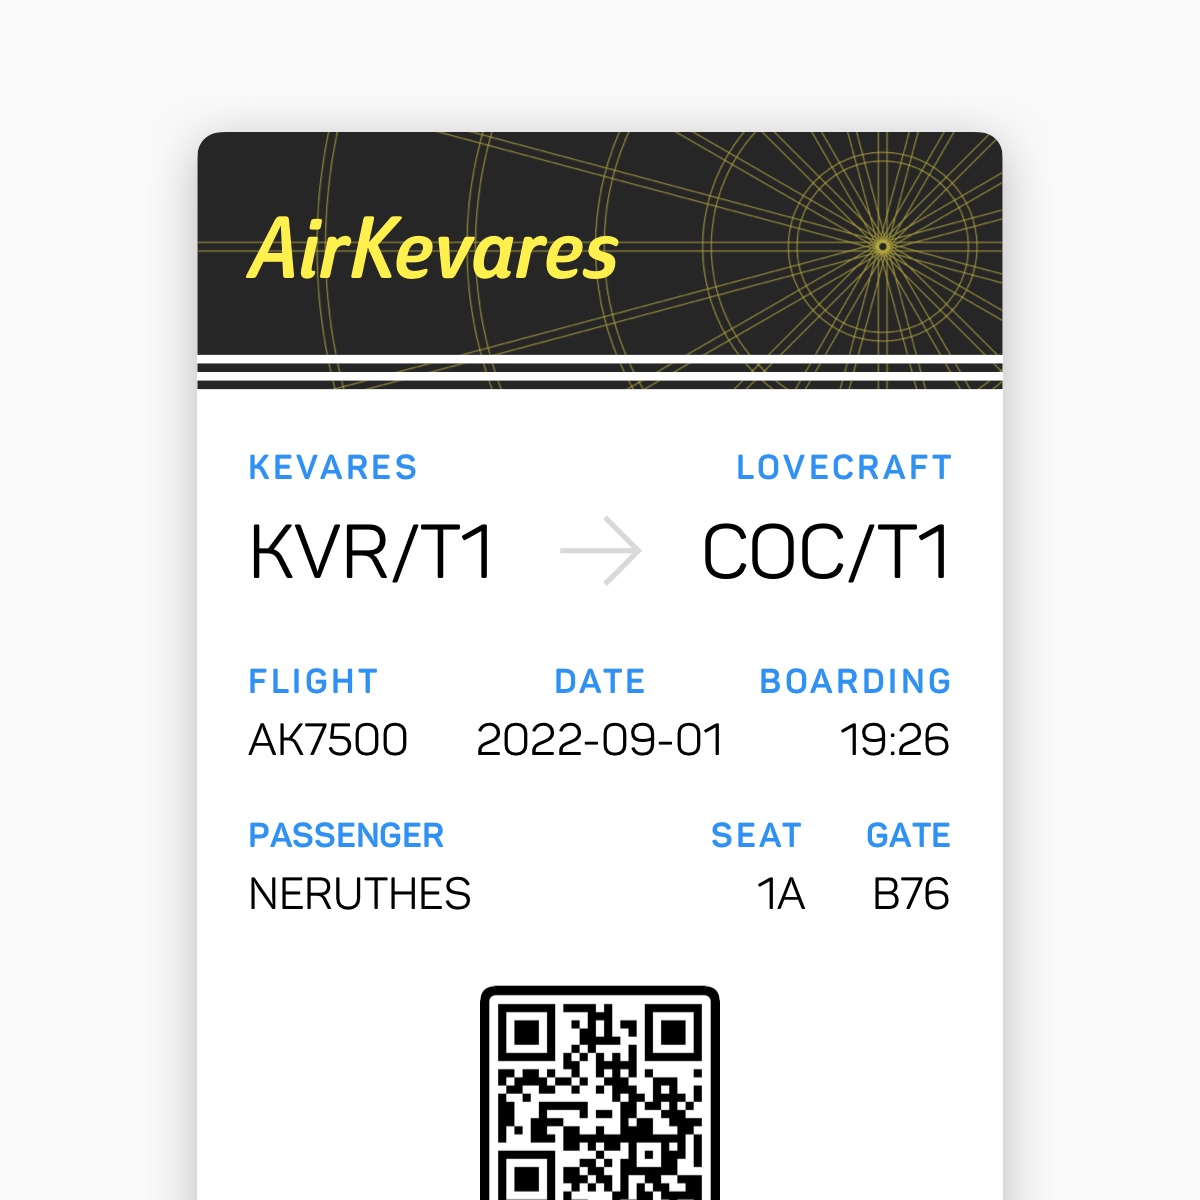 AirKevares
KEVARES LOVECRAFT
KVR/T1 COC/T1
FLIGHT DATE BOARDING
AK7500 2022-09-01 19:26
PASSENGER SEAT GATE
NERUTHES 1A B76